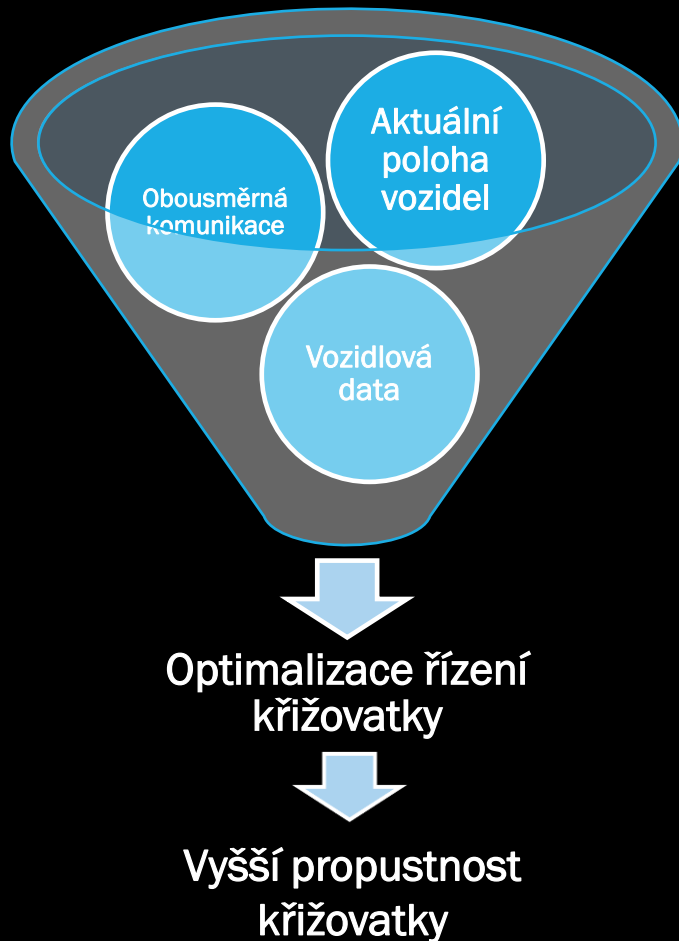 Aktuální
poloha
vozidel
Obousměrná
komunikace
Vozidlová
data
Optimalizace řízení
křižovatky
Vyšší propustnost
křižovatky